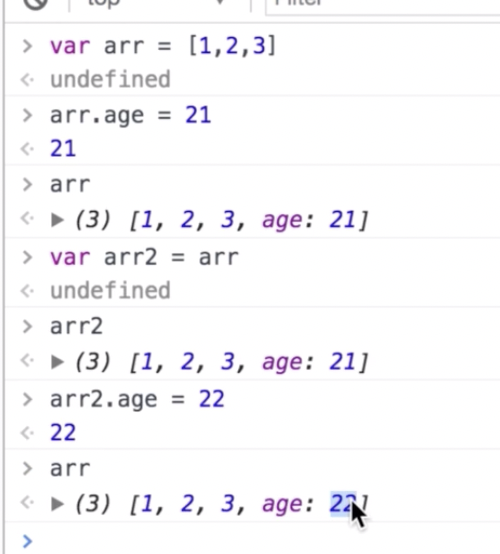 top
Filter
> var arr = [1,2,3]
<· undefined
> arr.age = 21
<· 21
> arr
<· ▶ (3) [1, 2, 3, age: 21]
> var arr2 = arr
<· undefined
> arr2
<· ▶ (3) [1, 2, 3, age: 21]
> arr2.age = 22
<· 22
> arr
<· ▶ (3) [1, 2, 3, age: 22]
>